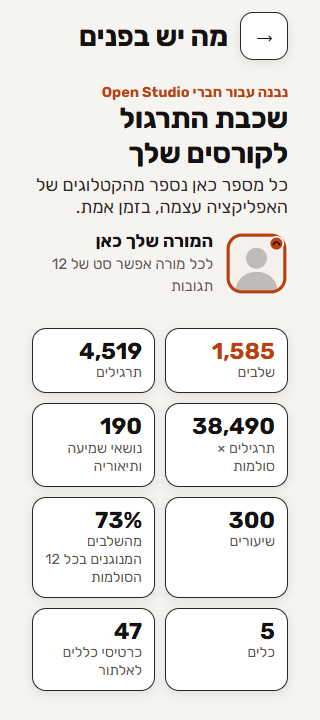 מה יש בפנים
נבנה עבור חברי Open Studio
שכבת התרגול
לקורסים שלך
כל מספר כאן נספר מהקטלוגים של
האפליקציה עצמה, בזמן אמת.
המורה שלך כאן
לכל מורה אפשר סט של 12
תגובות
1,585
שלבים
4,519
תרגילים
38,490
תרגילים ×
סולמות
190
נושאי שמיעה
ותיאוריה
300
שיעורים
73%
מהשלבים
המנוגנים בכל 12
הסולמות
5
כלים
47
כרטיסי כללים
לאלתור